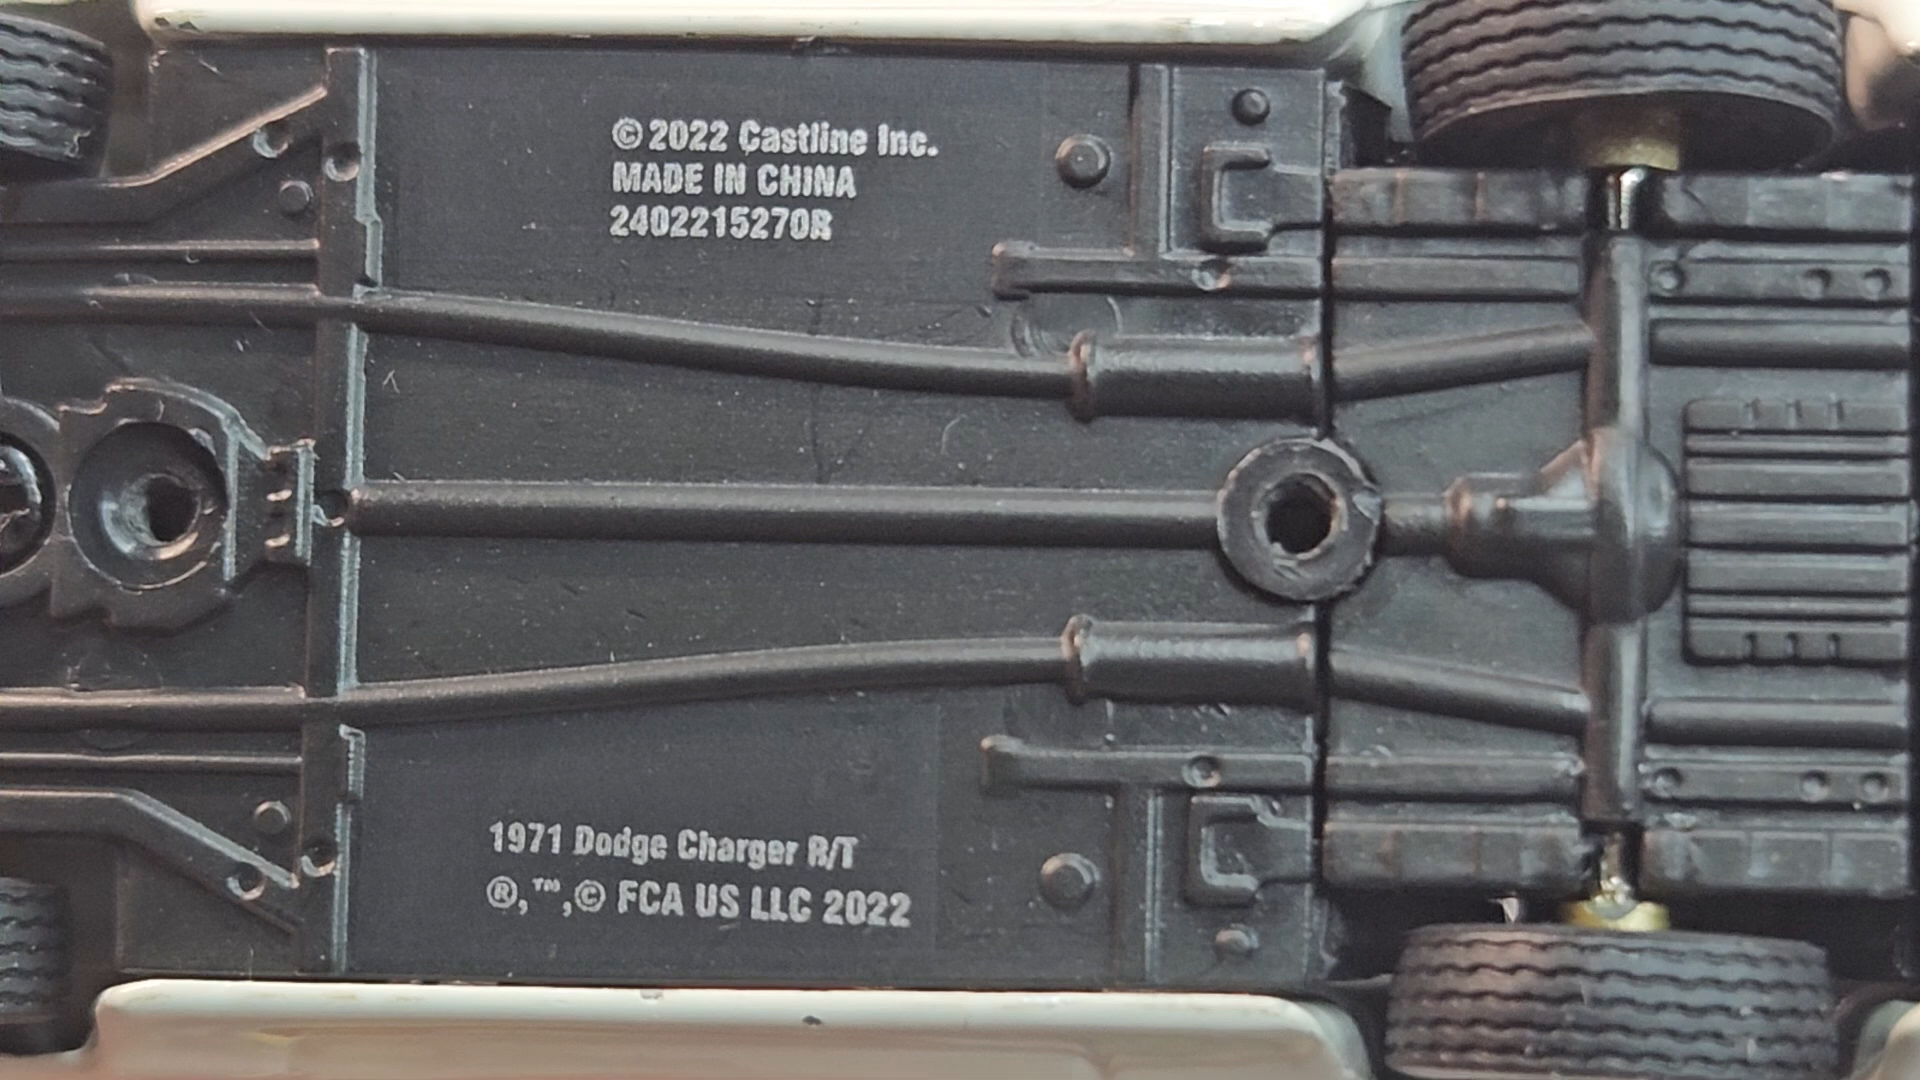 © 2022 Castline Inc.
MADE IN CHINA
2402215270R
1971 Dodge Charger R/T
®,™,© FCA US LLC 2022